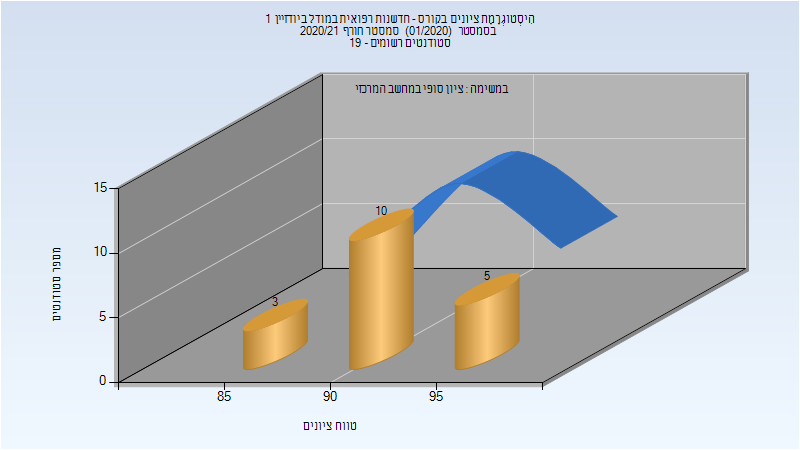 היסטוגרמת ציונים בקורס - חדשנות רפואית במודל ביודזיין 1
בסמסטר (01/2020) סמסטר חורף 2020/21
סטודנטים רשומים - 19
במשימה : ציון סופי במחשב המרכזי
15
10
5
0
מספר סטודנטים
3
10
5
85
90
95
טווח ציונים